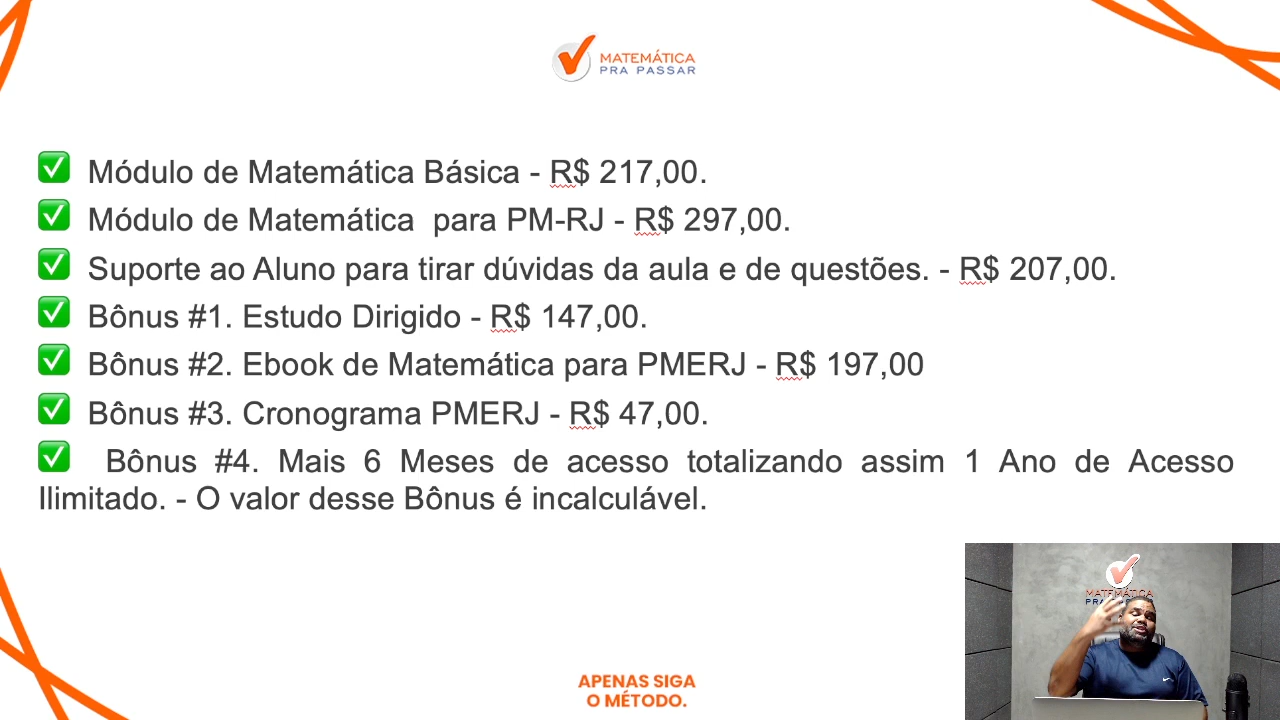 MATEMÁTICA
PRA PASSAR
✅ Módulo de Matemática Básica - R$ 217,00.
✅ Módulo de Matemática  para PM-RJ - R$ 297,00.
✅ Suporte ao Aluno para tirar dúvidas da aula e de questões. - R$ 207,00.
✅ Bônus #1. Estudo Dirigido - R$ 147,00.
✅ Bônus #2. Ebook de Matemática para PMERJ - R$ 197,00
✅ Bônus #3. Cronograma PMERJ - R$ 47,00.
✅ Bônus #4. Mais 6 Meses de acesso totalizando assim 1 Ano de Acesso
Ilimitado. - O valor desse Bônus é incalculável.
MATEMÁTICA
APENAS SIGA
O MÉTODO.